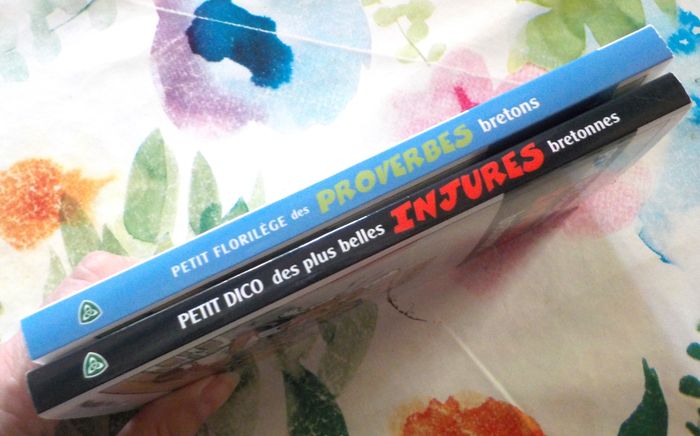 PETIT FLORILÈGE des PROVERBES bretons
PETIT DICO des plus belles INJURES bretonnes